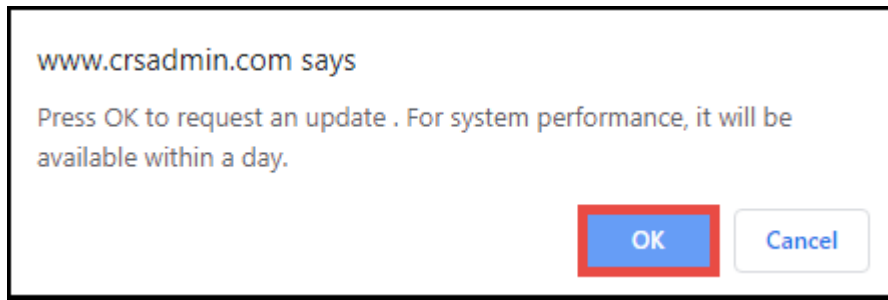 www.crsadmin.com says
Press OK to request an update . For system performance, it will be
available within a day.
OK
Cancel